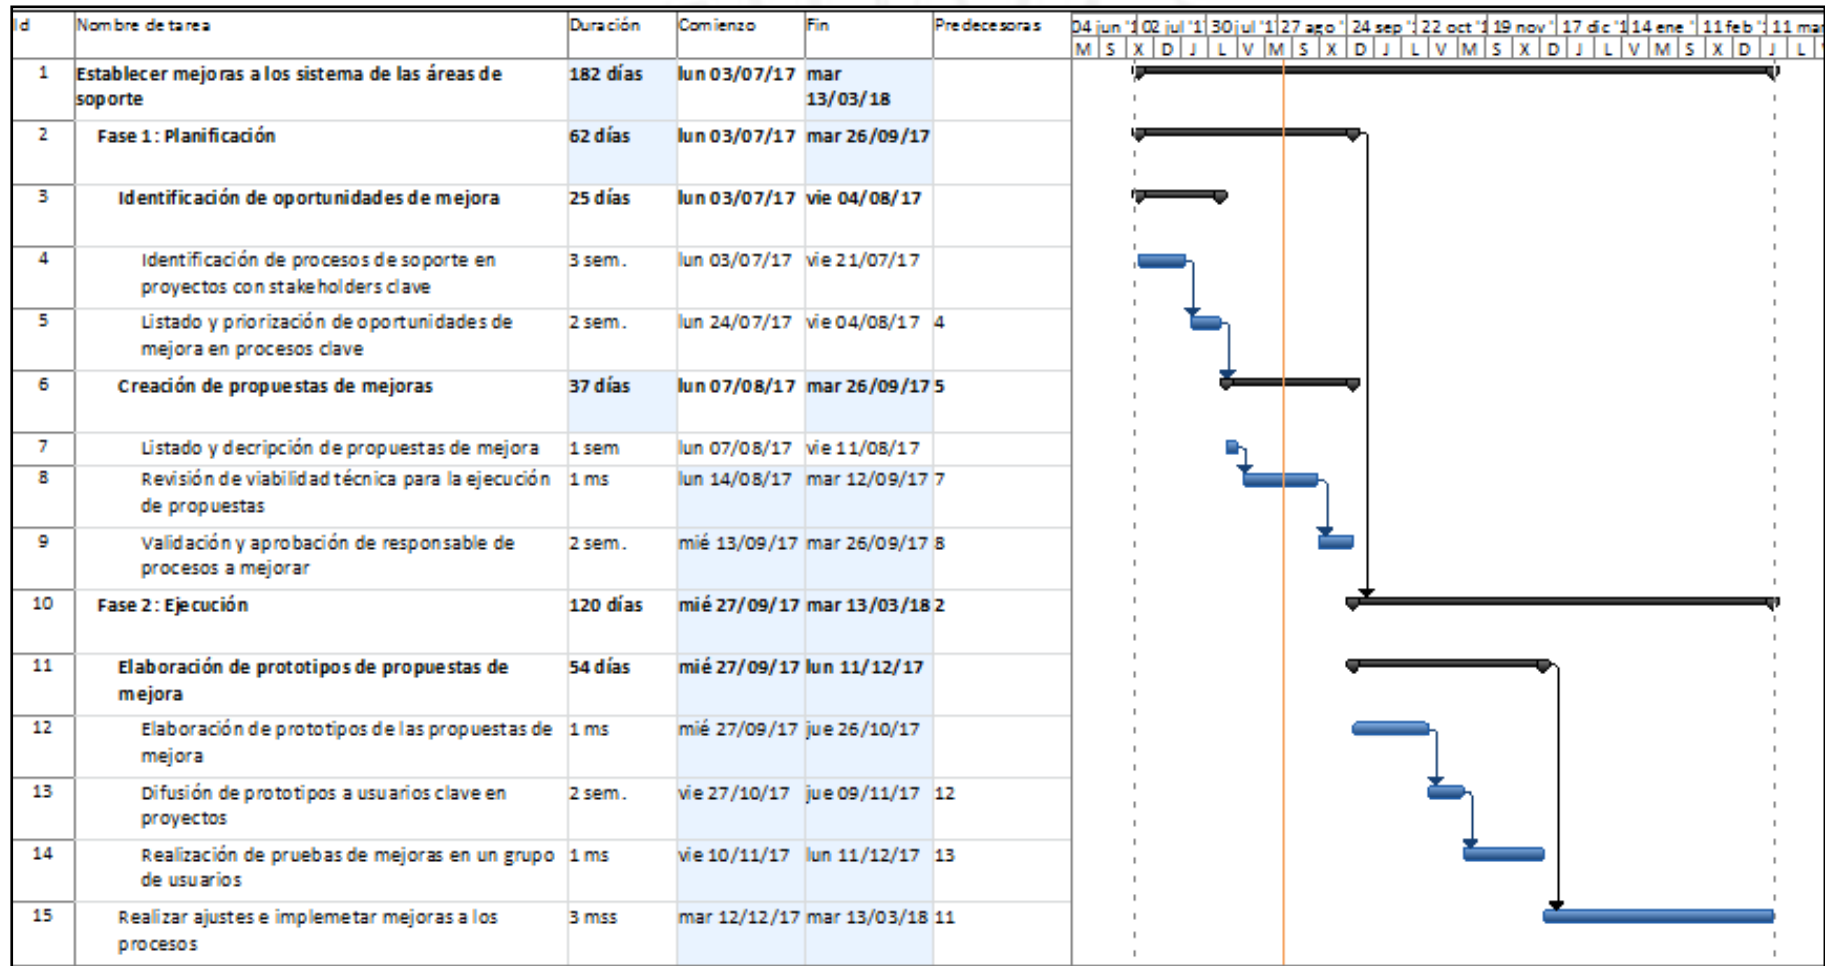 Id Nombre de tarea Duración Comienzo Fin Predecesoras 04 jun '1 02 jul '1 30 jul '1 27 ago ' 24 sep '1 22 oct '1 19 nov ' 17 dic '1 14 ene ' 11 feb '1 11 mar
M S X D J L V M S X D J L V M S X D J L V M S X D J L V
1 Establecer mejoras a los sistema de las áreas de 182 días lun 03/07/17 mar
soporte 13/03/18
2 Fase 1: Planificación 62 días lun 03/07/17 mar 26/09/17
3 Identificación de oportunidades de mejora 25 días lun 03/07/17 vie 04/08/17
4 Identificación de procesos de soporte en 3 sem. lun 03/07/17 vie 21/07/17
proyectos con stakeholders clave
5 Listado y priorización de oportunidades de 2 sem. lun 24/07/17 vie 04/08/17 4
mejora en procesos clave
6 Creación de propuestas de mejoras 37 días lun 07/08/17 mar 26/09/17 5
7 Listado y decripción de propuestas de mejora 1 sem lun 07/08/17 vie 11/08/17
8 Revisión de viabilidad técnica para la ejecución 1 ms lun 14/08/17 mar 12/09/17 7
de propuestas
9 Validación y aprobación de responsable de 2 sem. mié 13/09/17 mar 26/09/17 8
procesos a mejorar
10 Fase 2: Ejecución 120 días mié 27/09/17 mar 13/03/18 2
11 Elaboración de prototipos de propuestas de 54 días mié 27/09/17 lun 11/12/17
mejora
12 Elaboración de prototipos de las propuestas de 1 ms mié 27/09/17 jue 26/10/17
mejora
13 Difusión de prototipos a usuarios clave en 2 sem. vie 27/10/17 jue 09/11/17 12
proyectos
14 Realización de pruebas de mejoras en un grupo 1 ms vie 10/11/17 lun 11/12/17 13
de usuarios
15 Realizar ajustes e implemetar mejoras a los 3 mss mar 12/12/17 mar 13/03/18 11
procesos